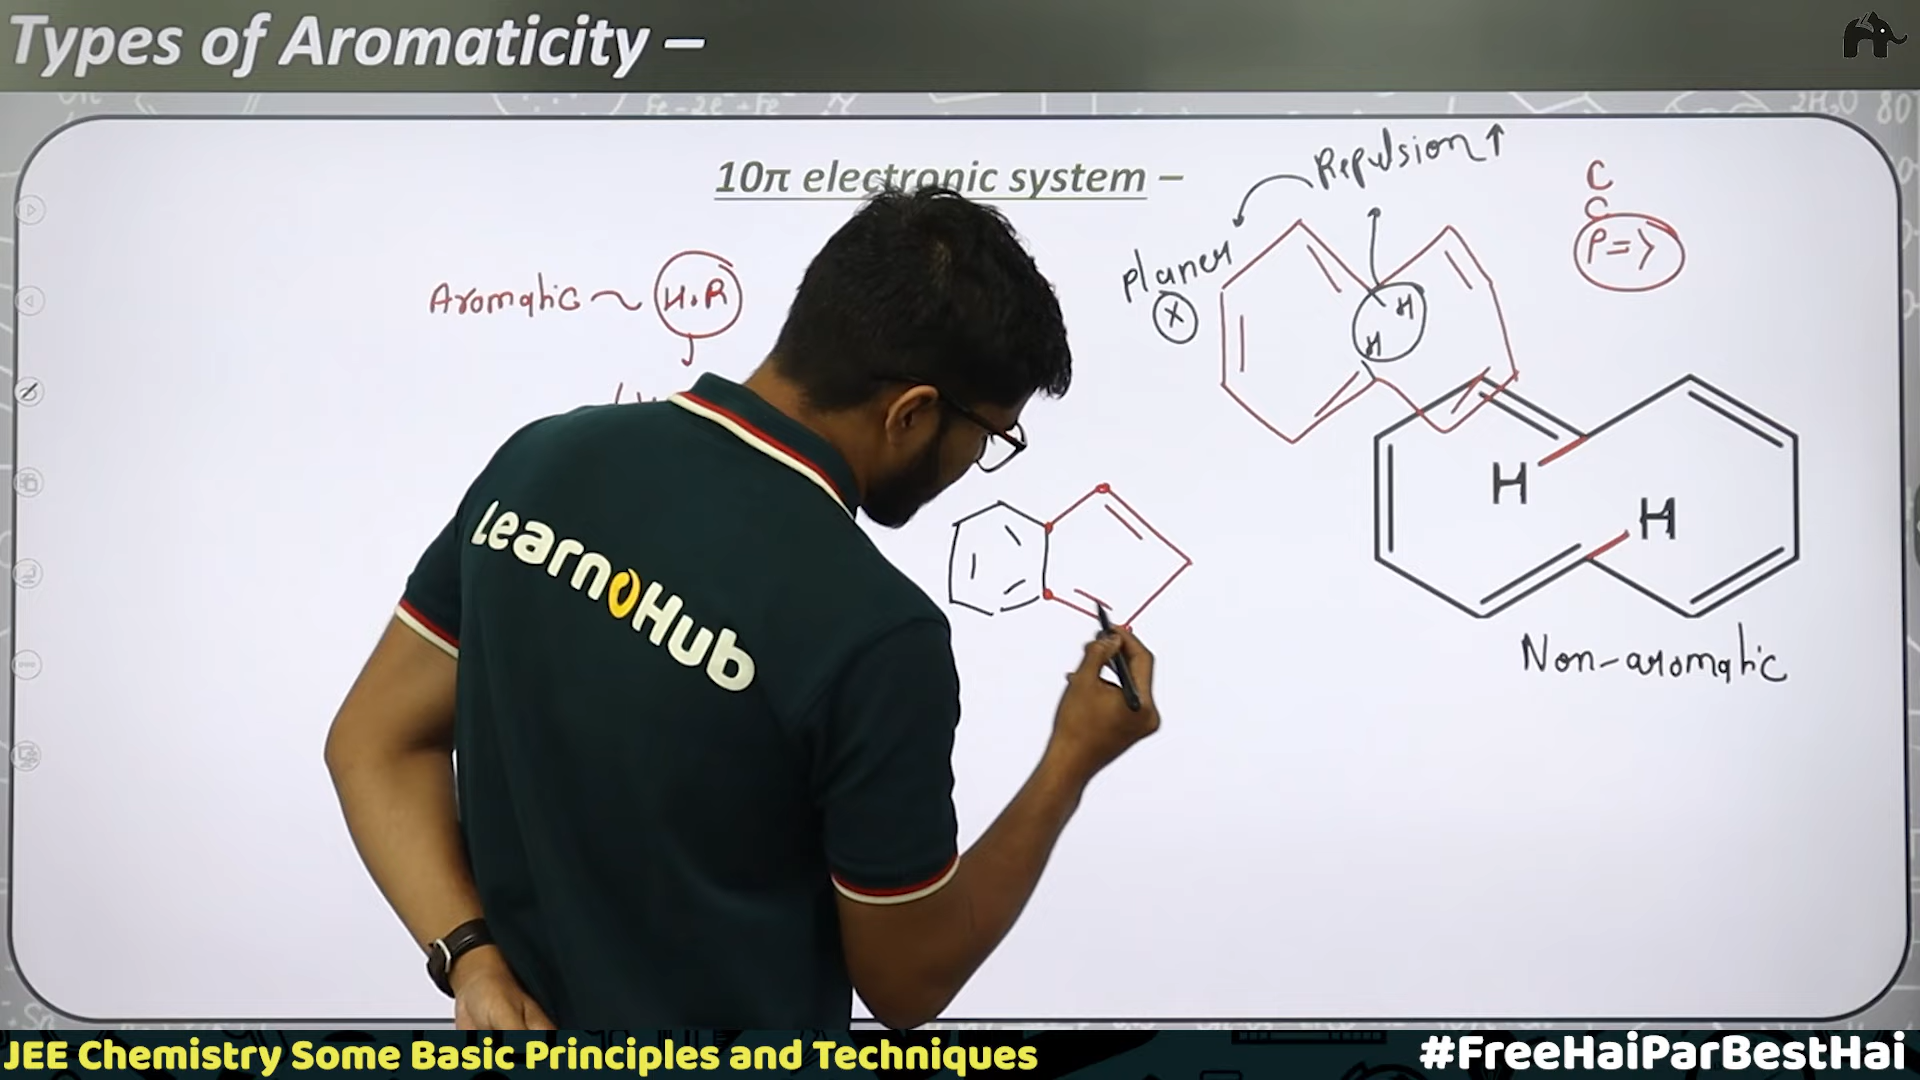 Types of Aromaticity –
10π electronic system –
Repulsion ↑
C
C
P =>
planer
X
Aromatic ~ H.R
H
H
H
H
Non-aromatic
LearnoHub
JEE Chemistry Some Basic Principles and Techniques
#FreeHaiParBestHai